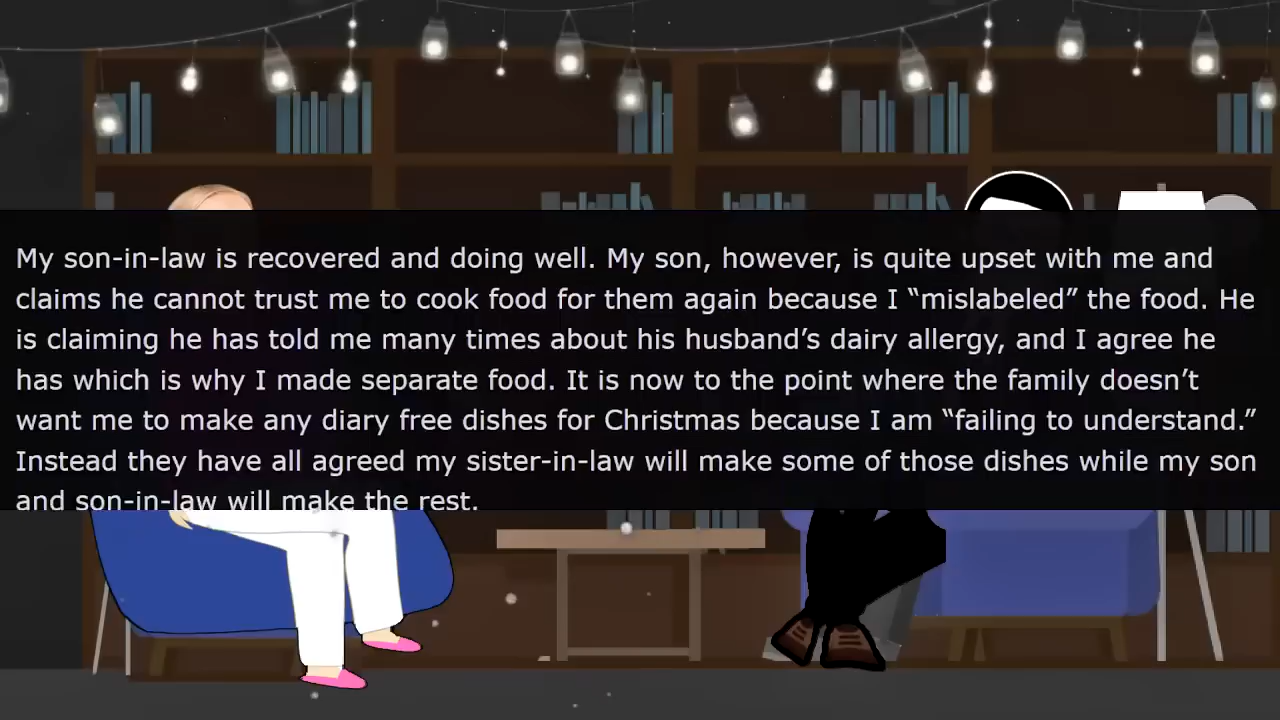 My son-in-law is recovered and doing well. My son, however, is quite upset with me and
claims he cannot trust me to cook food for them again because I “mislabeled” the food. He
is claiming he has told me many times about his husband’s dairy allergy, and I agree he
has which is why I made separate food. It is now to the point where the family doesn’t
want me to make any diary free dishes for Christmas because I am “failing to understand.”
Instead they have all agreed my sister-in-law will make some of those dishes while my son
and son-in-law will make the rest.